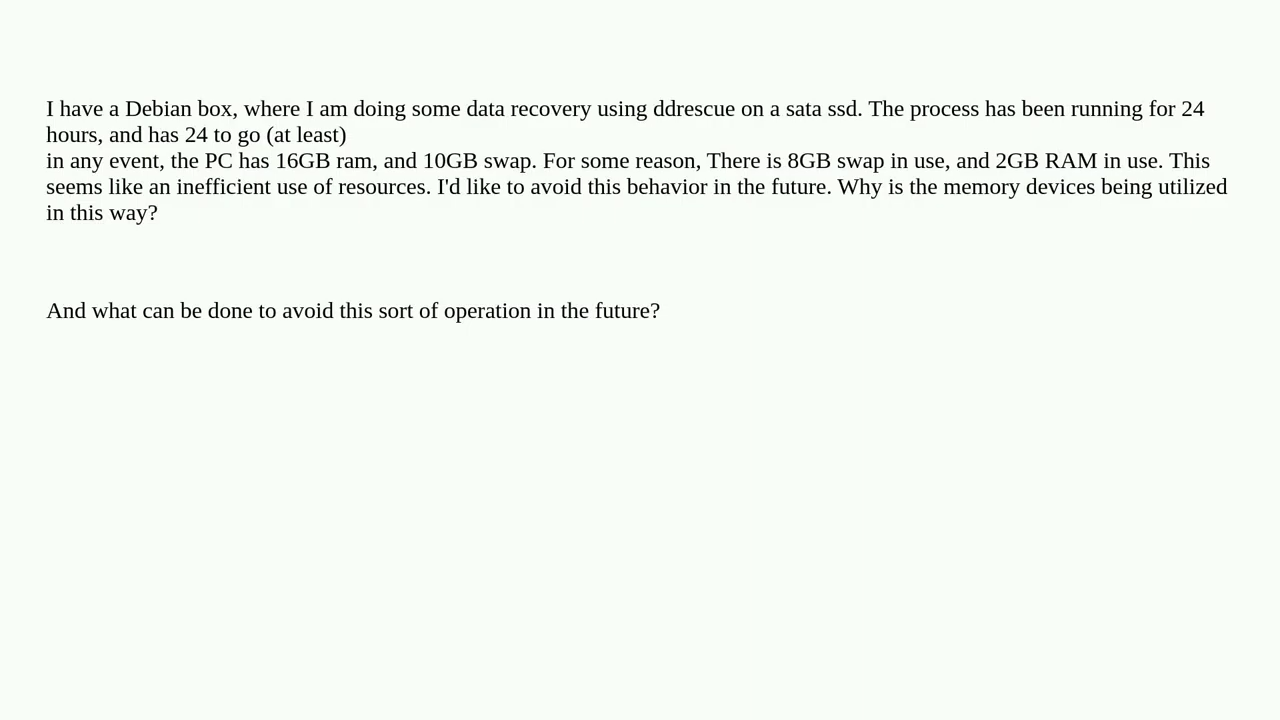 I have a Debian box, where I am doing some data recovery using ddrescue on a sata ssd. The process has been running for 24
hours, and has 24 to go (at least)
in any event, the PC has 16GB ram, and 10GB swap. For some reason, There is 8GB swap in use, and 2GB RAM in use. This
seems like an inefficient use of resources. I'd like to avoid this behavior in the future. Why is the memory devices being utilized
in this way?
And what can be done to avoid this sort of operation in the future?